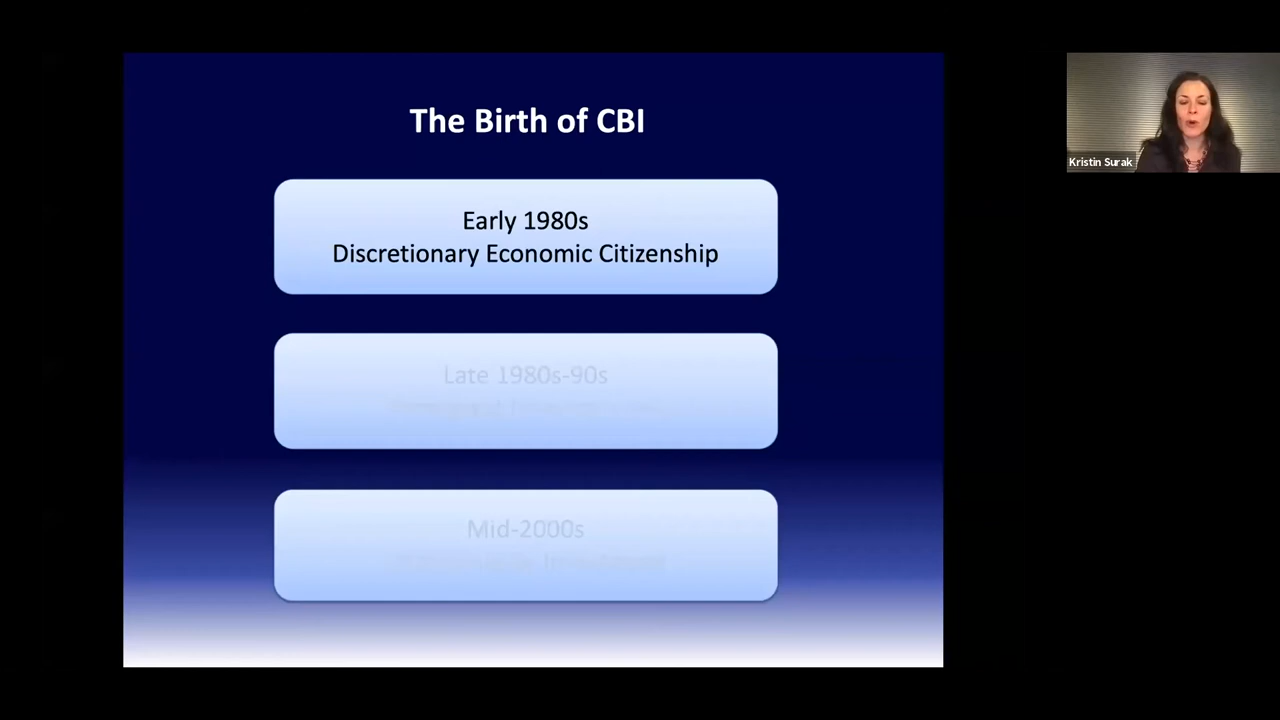 The Birth of CBI
Early 1980s
Discretionary Economic Citizenship
Late 1980s-90s
Mid-2000s
Kristin Surak